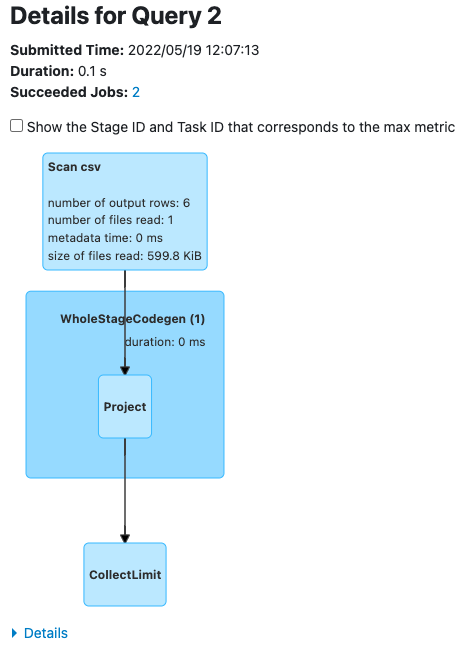 Details for Query 2
Submitted Time: 2022/05/19 12:07:13
Duration: 0.1 s
Succeeded Jobs: 2
Show the Stage ID and Task ID that corresponds to the max metric
Scan csv
number of output rows: 6
number of files read: 1
metadata time: 0 ms
size of files read: 599.8 KiB
WholeStageCodegen (1)
duration: 0 ms
Project
CollectLimit
Details